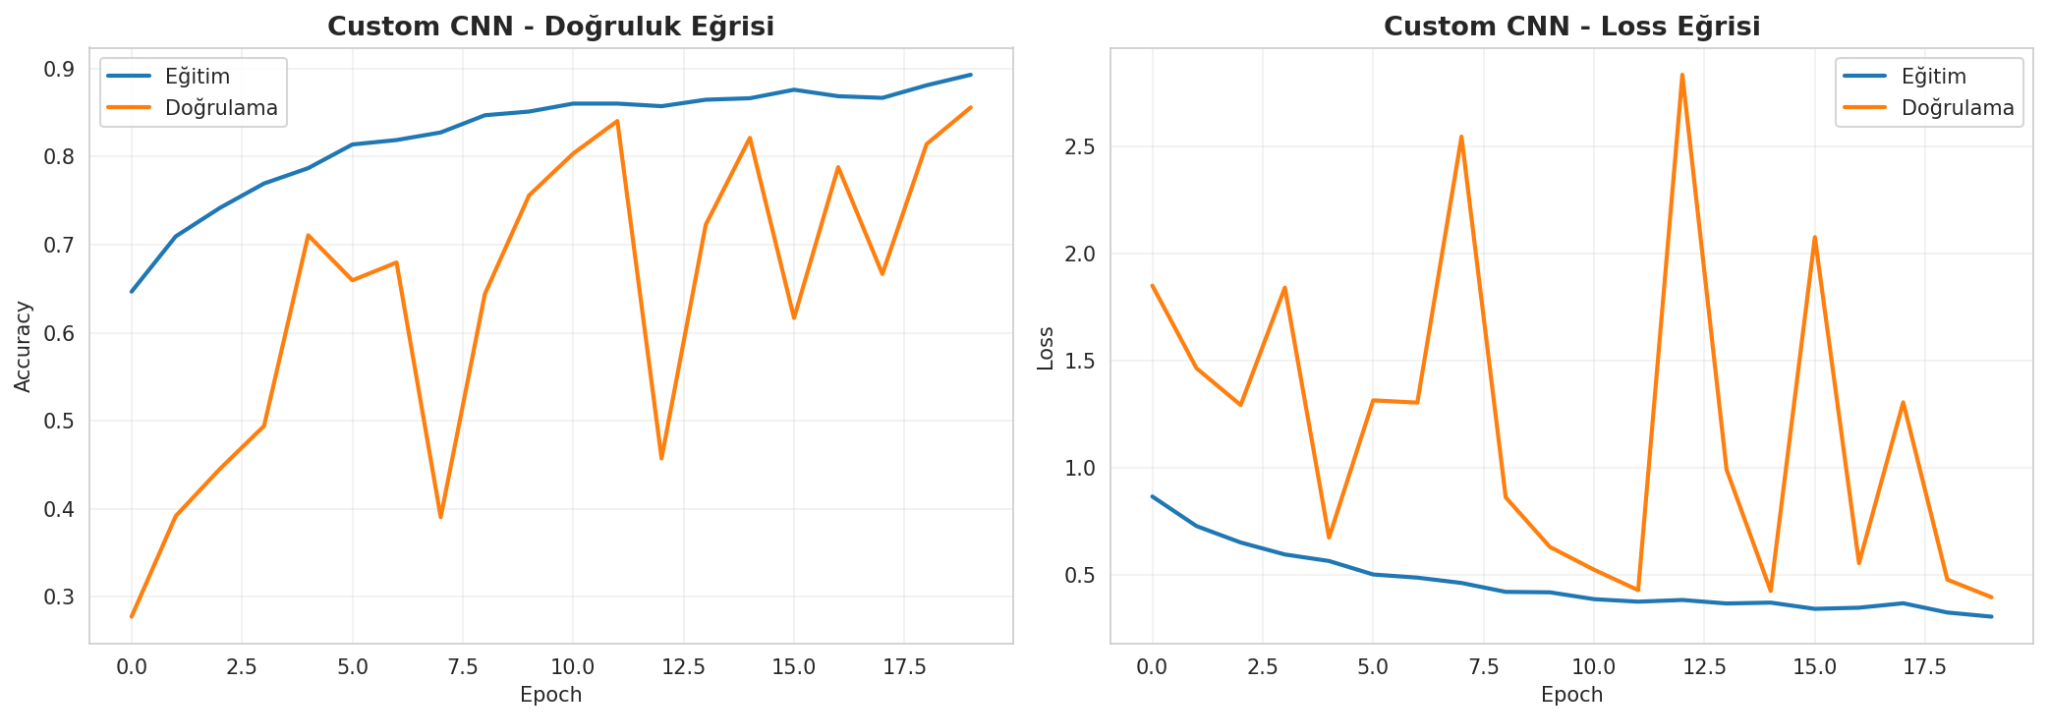 Custom CNN - Doğruluk Eğrisi
Eğitim
Doğrulama
Accuracy
0.9
0.8
0.7
0.6
0.5
0.4
0.3
0.0 2.5 5.0 7.5 10.0 12.5 15.0 17.5
Epoch
Custom CNN - Loss Eğrisi
Eğitim
Doğrulama
Loss
2.5
2.0
1.5
1.0
0.5
0.0 2.5 5.0 7.5 10.0 12.5 15.0 17.5
Epoch